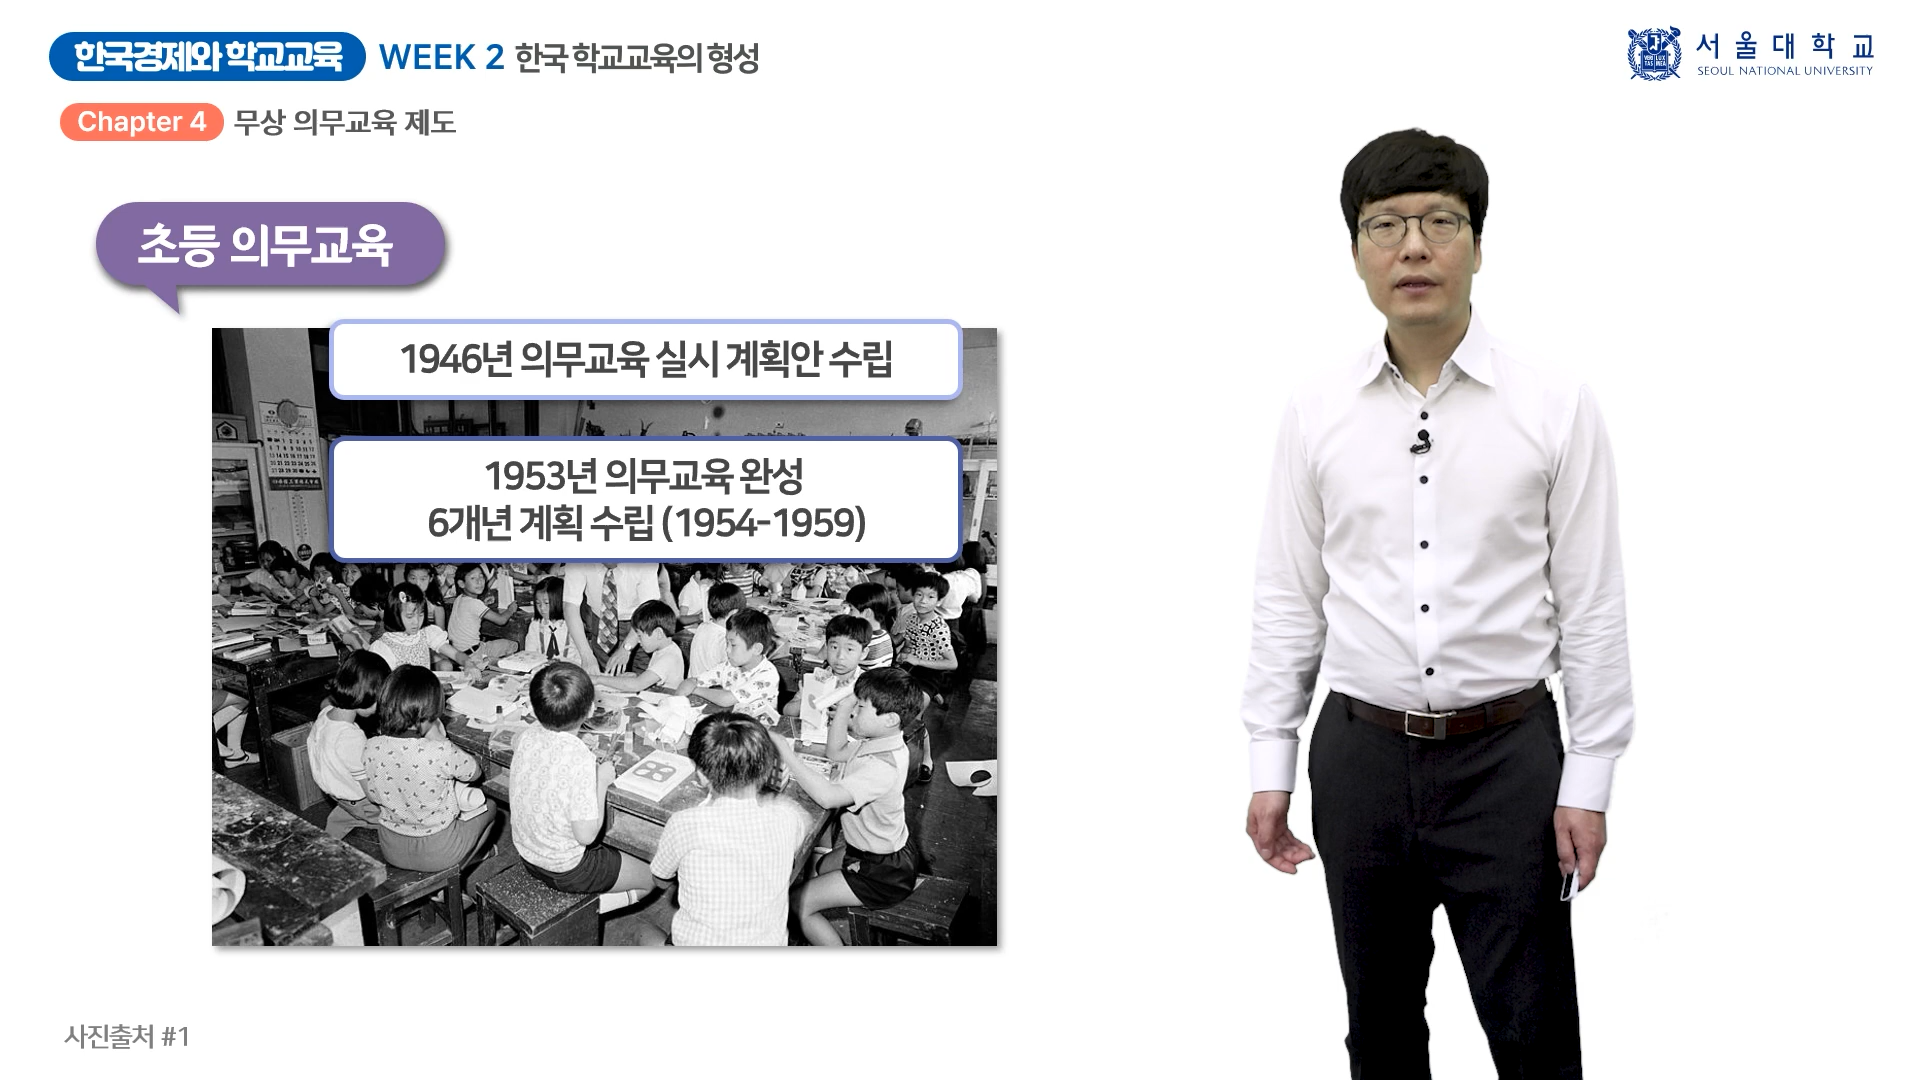 한국경제와 학교교육 WEEK 2 한국 학교교육의 형성
서울대학교
SEOUL NATIONAL UNIVERSITY
Chapter 4 무상 의무교육 제도
초등 의무교육
1946년 의무교육 실시 계획안 수립
1953년 의무교육 완성
6개년 계획 수립 (1954-1959)
사진출처 #1